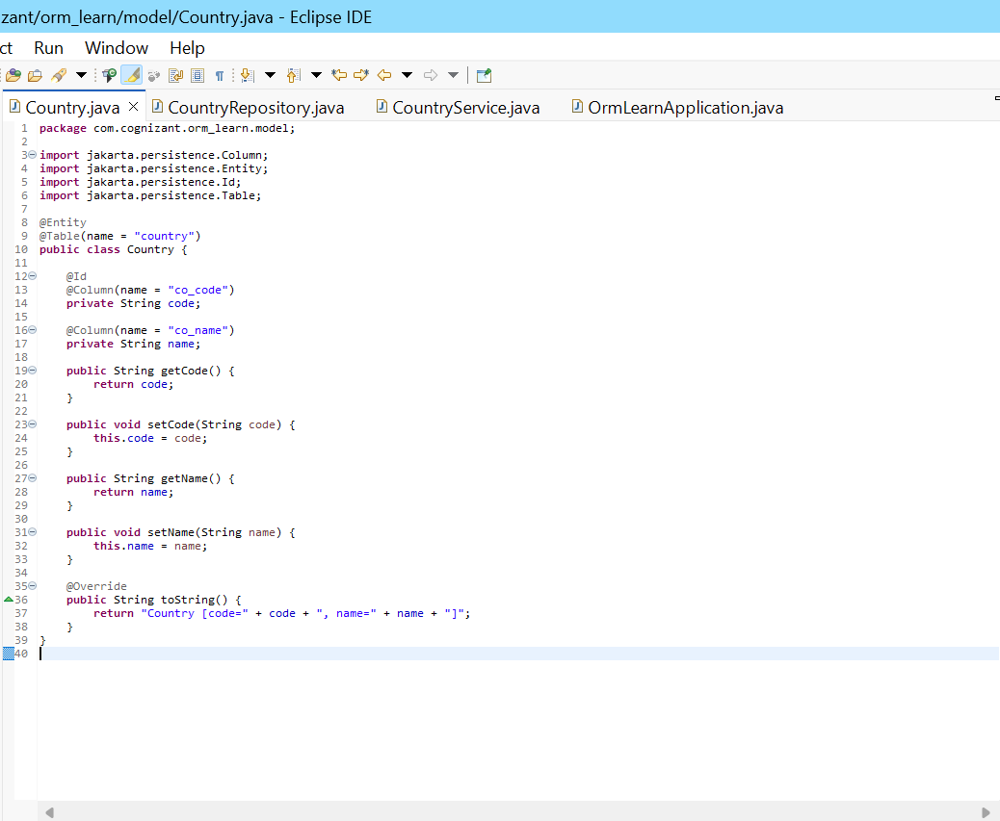 zant/orm_learn/model/Country.java - Eclipse IDE
ct Run Window Help
Country.java CountryRepository.java CountryService.java OrmLearnApplication.java
1 package com.cognizant.orm_learn.model;
2
3 import jakarta.persistence.Column;
4 import jakarta.persistence.Entity;
5 import jakarta.persistence.Id;
6 import jakarta.persistence.Table;
7
8 @Entity
9 @Table(name = "country")
10 public class Country {
11
12     @Id
13     @Column(name = "co_code")
14     private String code;
15
16     @Column(name = "co_name")
17     private String name;
18
19     public String getCode() {
20         return code;
21     }
22
23     public void setCode(String code) {
24         this.code = code;
25     }
26
27     public String getName() {
28         return name;
29     }
30
31     public void setName(String name) {
32         this.name = name;
33     }
34
35     @Override
36     public String toString() {
37         return "Country [code=" + code + ", name=" + name + "]";
38     }
39 }
40